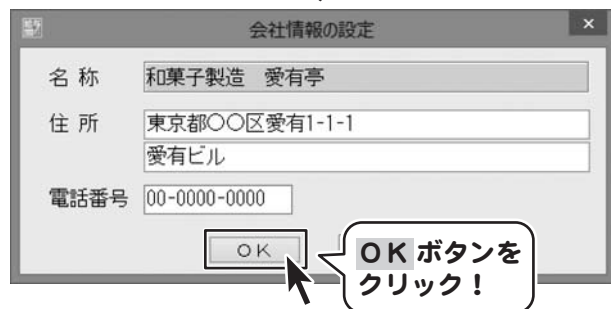 会社情報の設定
×
名 称 和菓子製造 愛有亭
住 所 東京都〇〇区愛有1-1-1
愛有ビル
電話番号 00-0000-0000
ＯＫ
ＯＫ ボタンを
クリック！